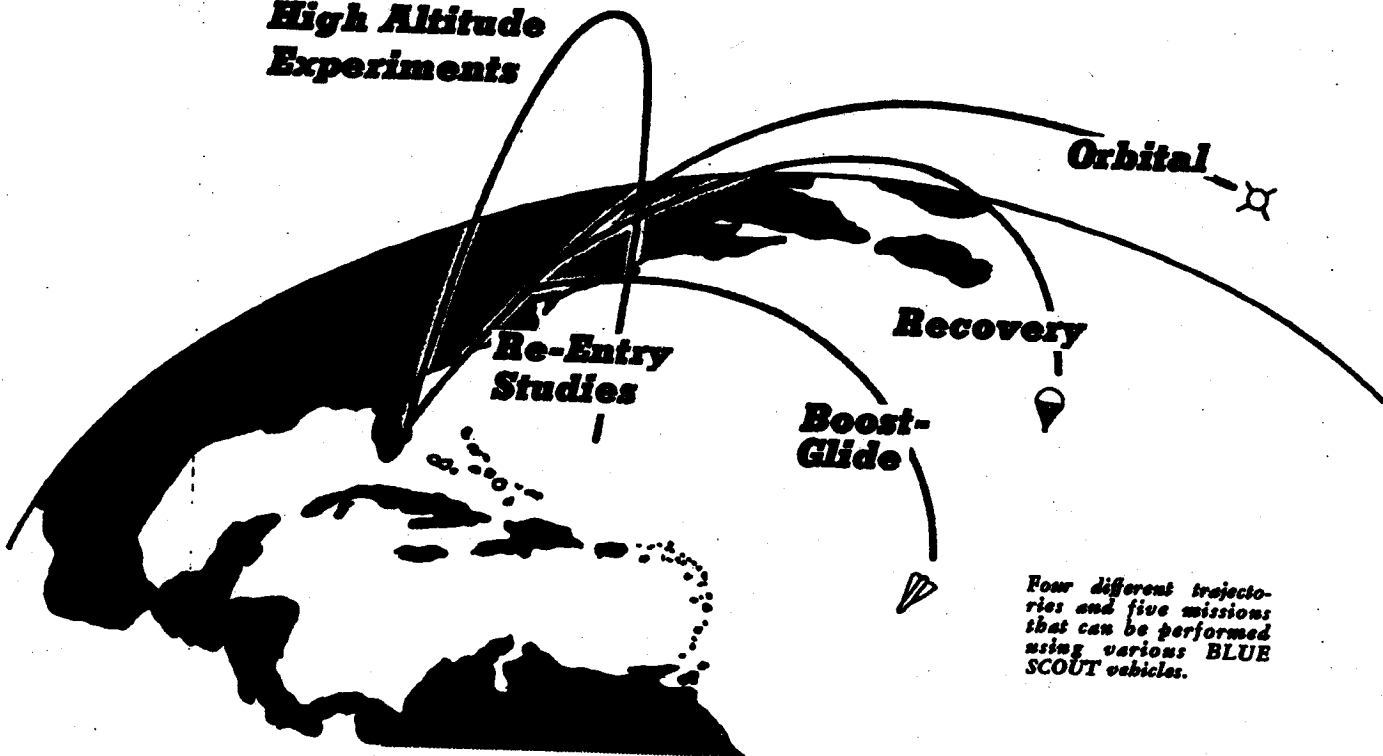 High Altitude
Experiments
Orbital
Recovery
Re-Entry
Studies
Boost-
Glide
Four different trajecto-
ries and five missions
that can be performed
using various BLUE
SCOUT vehicles.